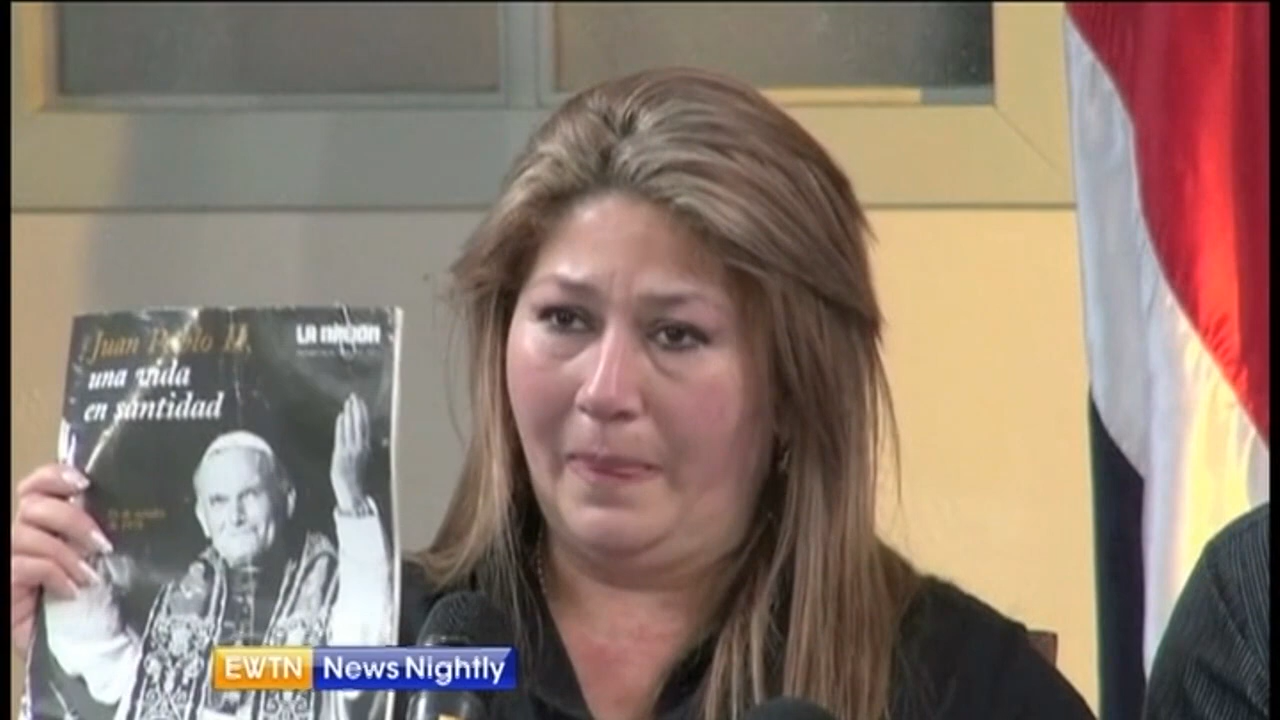 Juan Pablo II,
una vida
en santidad
LA NACION
EWTN News Nightly